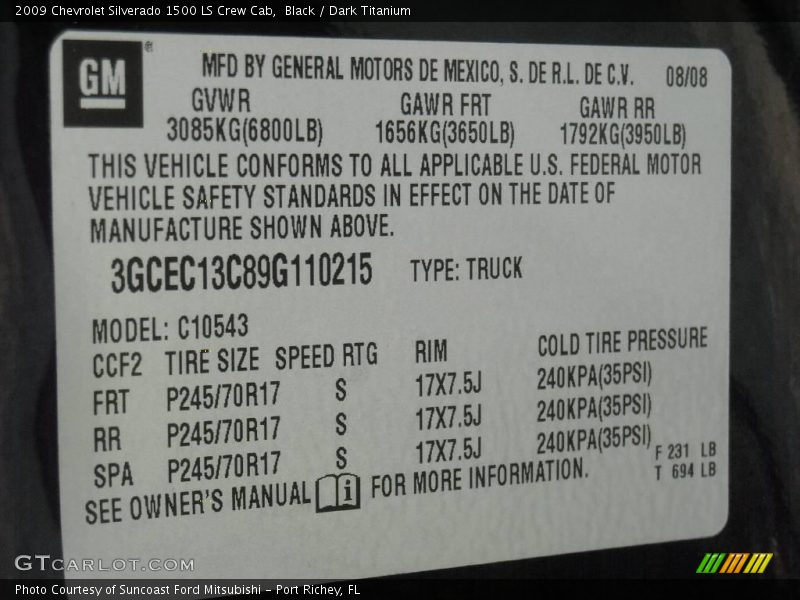 2009 Chevrolet Silverado 1500 LS Crew Cab, Black / Dark Titanium
GM ®
MFD BY GENERAL MOTORS DE MEXICO, S. DE R.L. DE C.V. 08/08
GVWR GAWR FRT GAWR RR
3085KG(6800LB) 1656KG(3650LB) 1792KG(3950LB)
THIS VEHICLE CONFORMS TO ALL APPLICABLE U.S. FEDERAL MOTOR
VEHICLE SAFETY STANDARDS IN EFFECT ON THE DATE OF
MANUFACTURE SHOWN ABOVE.
3GCEC13C89G110215 TYPE: TRUCK
MODEL: C10543
CCF2 TIRE SIZE SPEED RTG RIM COLD TIRE PRESSURE
FRT P245/70R17 S 17X7.5J 240KPA(35PSI)
RR P245/70R17 S 17X7.5J 240KPA(35PSI)
SPA P245/70R17 S 17X7.5J 240KPA(35PSI)
F 231 LB
T 694 LB
SEE OWNER'S MANUAL i FOR MORE INFORMATION.
GTCARLOT.COM
Photo Courtesy of Suncoast Ford Mitsubishi - Port Richey, FL